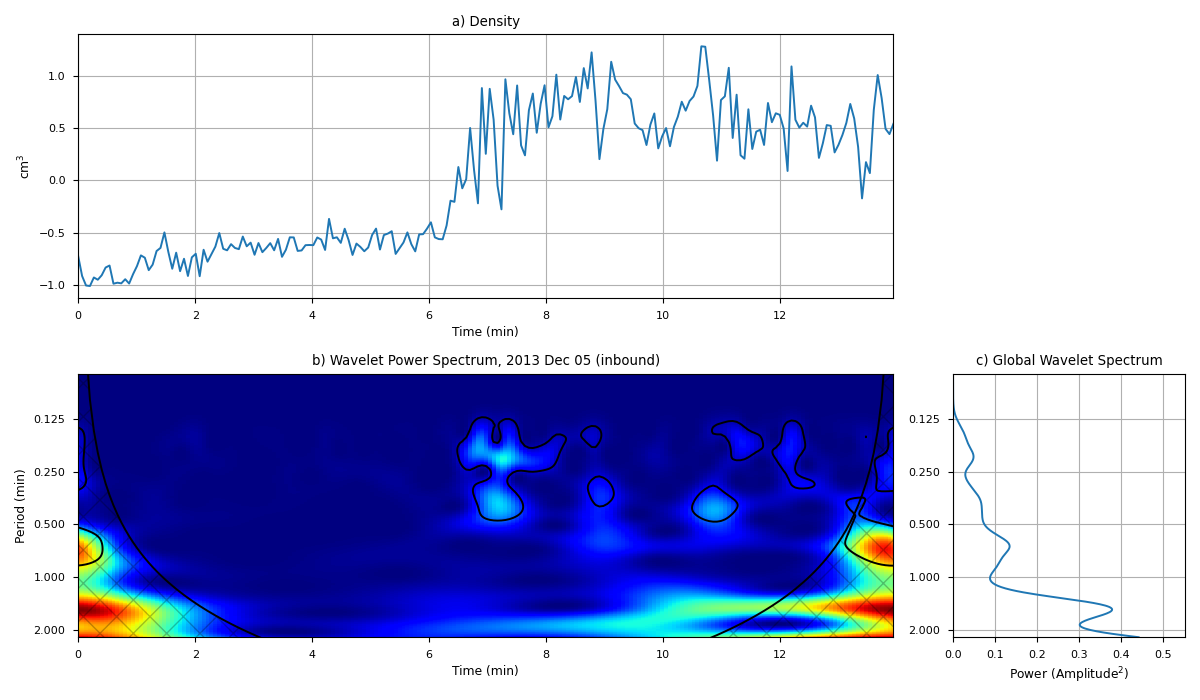 a) Density
cm3
1.0
0.5
0.0
−0.5
−1.0
0 2 4 6 8 10 12
Time (min)
b) Wavelet Power Spectrum, 2013 Dec 05 (inbound)
Period (min)
0.125
0.250
0.500
1.000
2.000
0 2 4 6 8 10 12
Time (min)
c) Global Wavelet Spectrum
0.125
0.250
0.500
1.000
2.000
0.0 0.1 0.2 0.3 0.4 0.5
Power (Amplitude2)